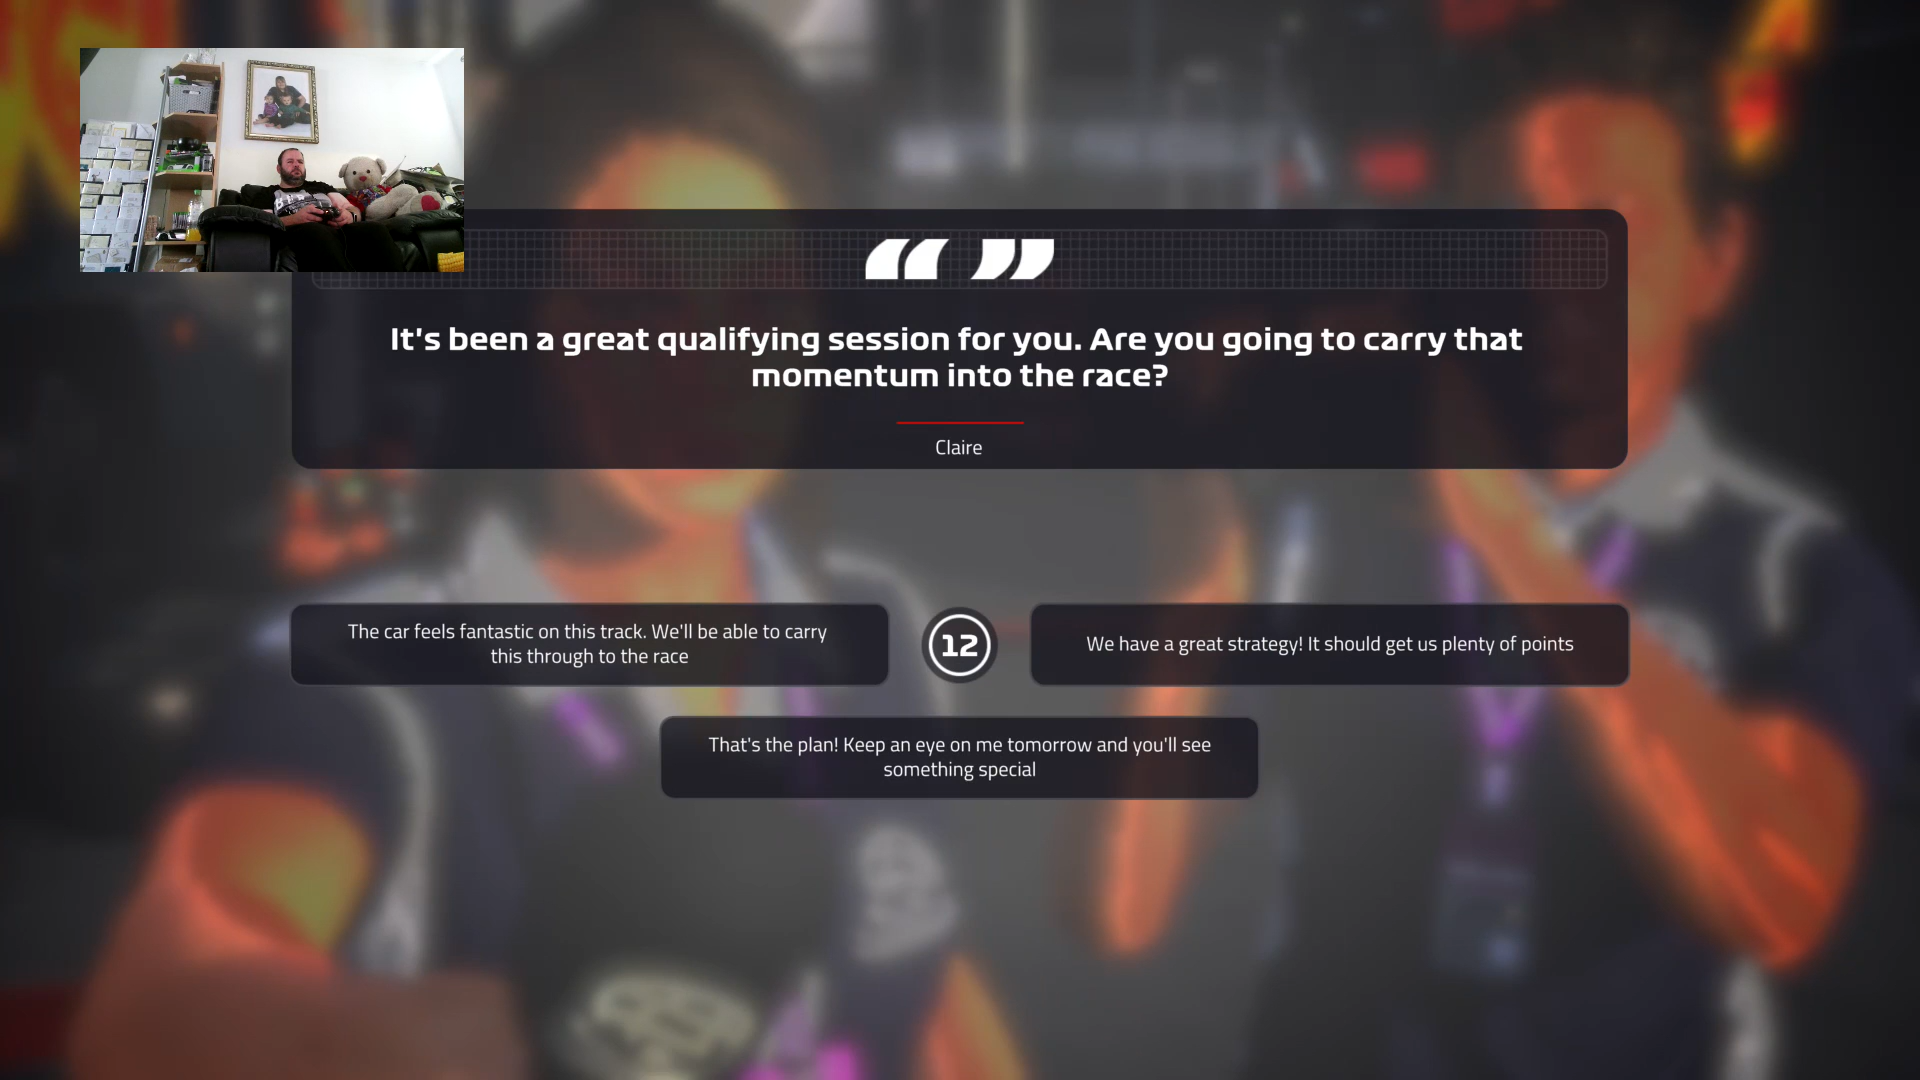 It's been a great qualifying session for you. Are you going to carry that
momentum into the race?
Claire
The car feels fantastic on this track. We'll be able to carry
this through to the race
12
We have a great strategy! It should get us plenty of points
That's the plan! Keep an eye on me tomorrow and you'll see
something special